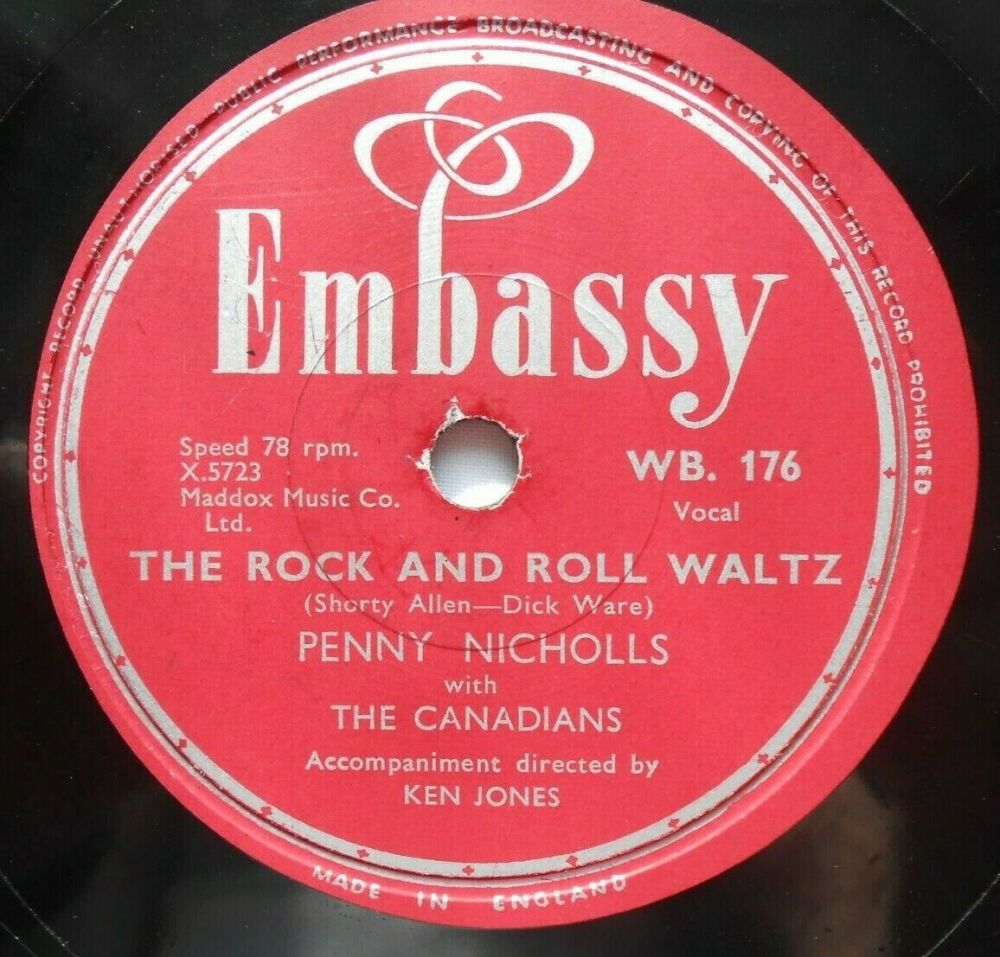 COPYRIGHT RECORD. UNAUTHORISED PUBLIC PERFORMANCE BROADCASTING AND COPYING OF THIS RECORD PROHIBITED
Embassy
Speed 78 rpm.
X.5723
Maddox Music Co.
Ltd.
WB. 176
Vocal
THE ROCK AND ROLL WALTZ
(Shorty Allen—Dick Ware)
PENNY NICHOLLS
with
THE CANADIANS
Accompaniment directed by
KEN JONES
MADE IN ENGLAND